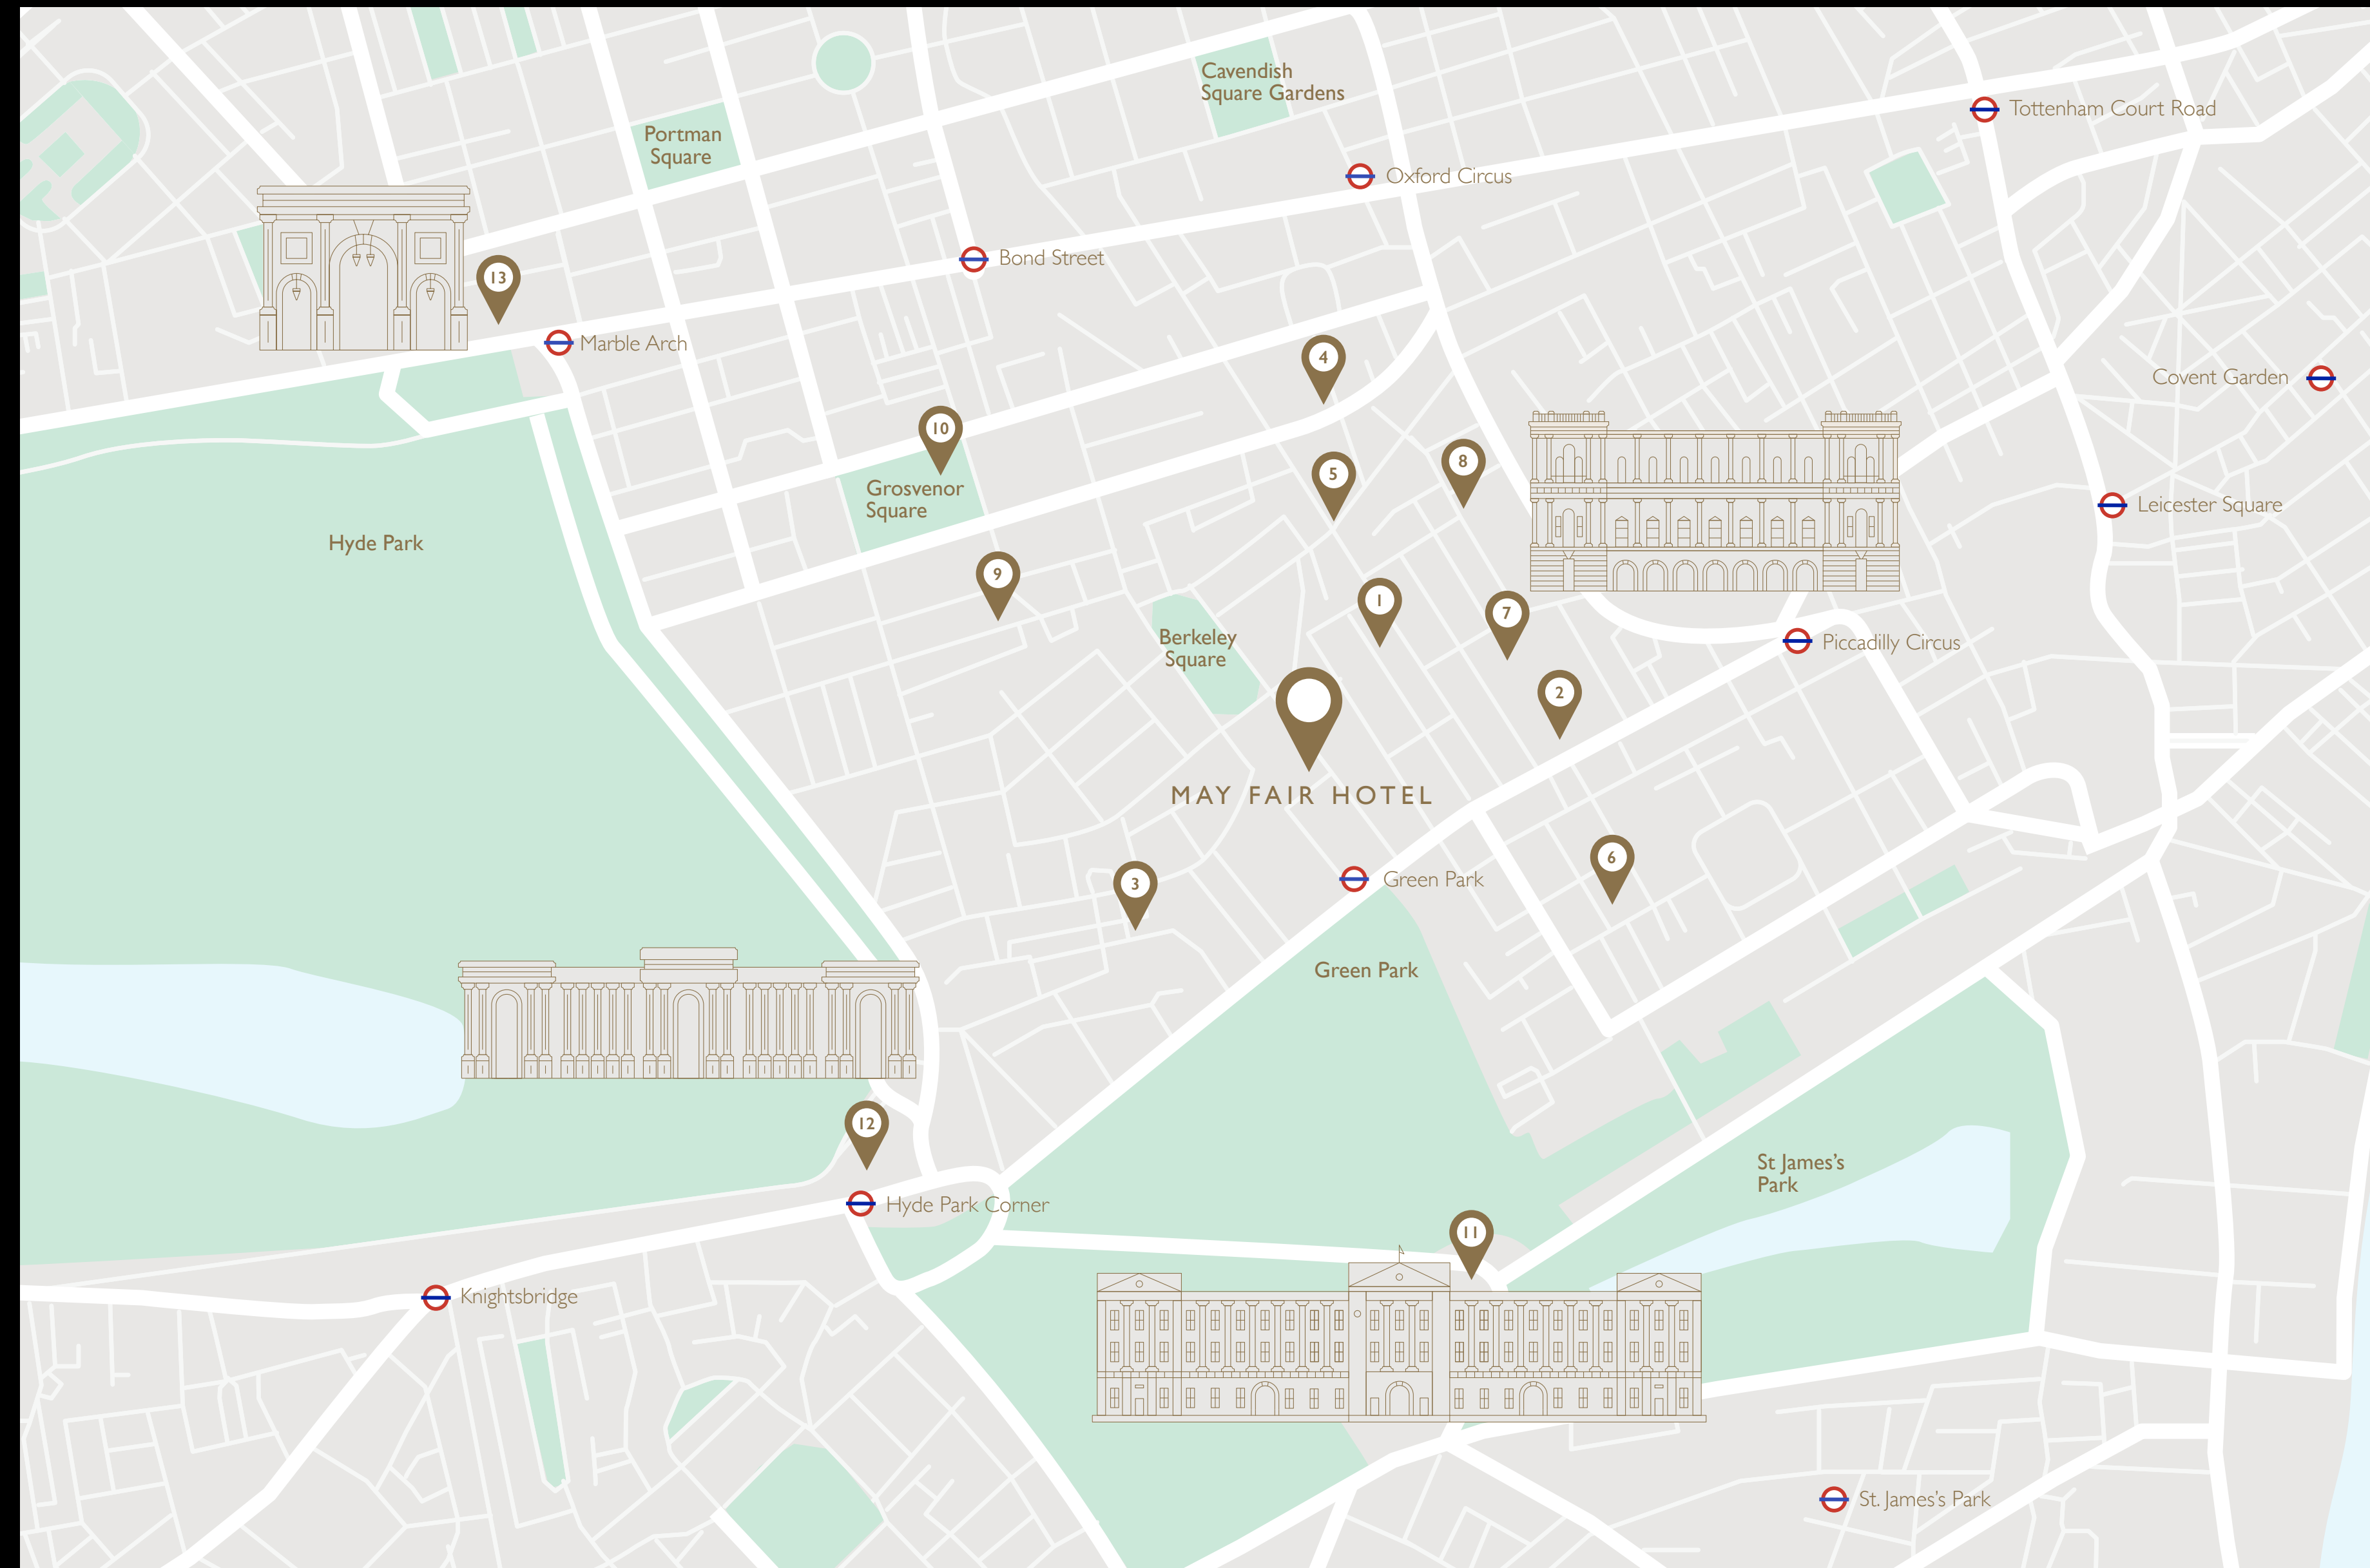 Cavendish
Square Gardens
Tottenham Court Road
Portman
Square
Oxford Circus
Bond Street
13
Marble Arch
4
Covent Garden
10
8
5
Grosvenor
Square
Leicester Square
Hyde Park
9
1
7
Berkeley
Square
Piccadilly Circus
2
MAY FAIR HOTEL
6
3
Green Park
Green Park
12
St James's
Park
Hyde Park Corner
11
Knightsbridge
St. James's Park